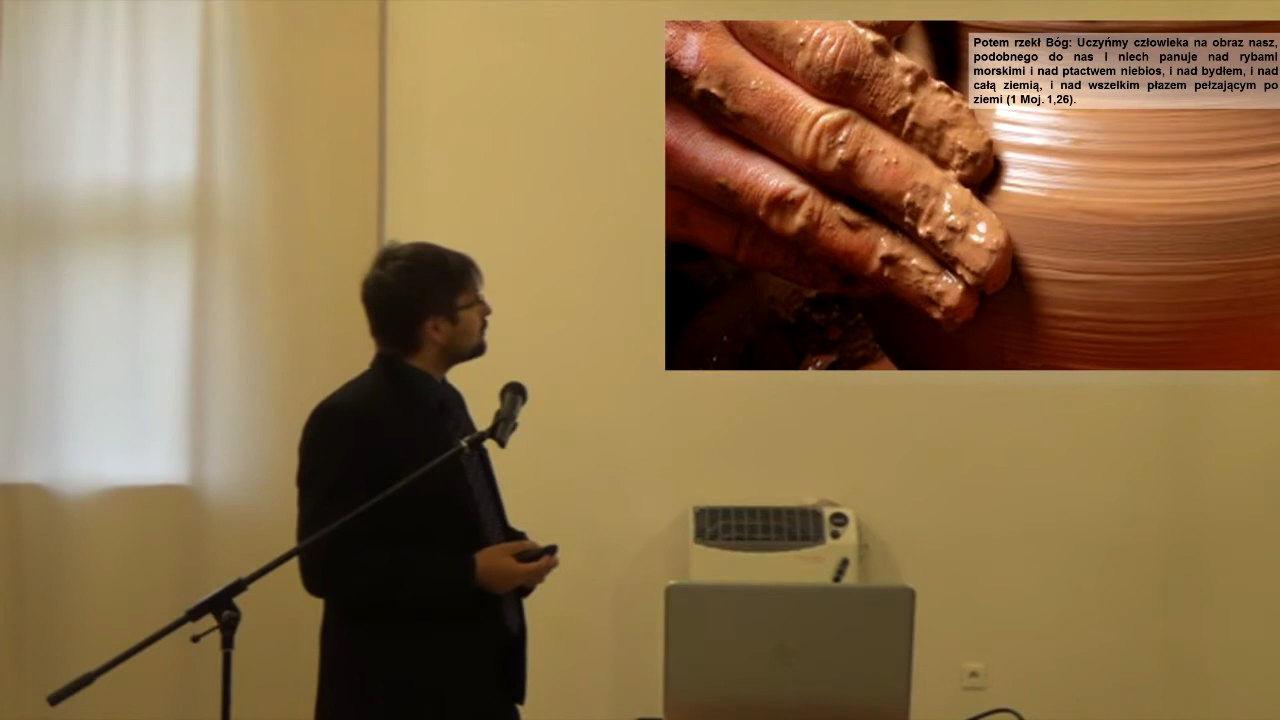 Potem rzekł Bóg: Uczyńmy człowieka na obraz nasz,
podobnego do nas i niech panuje nad rybami
morskimi i nad ptactwem niebios, i nad bydłem, i nad
całą ziemią, i nad wszelkim płazem pełzającym po
ziemi (1 Moj. 1,26).